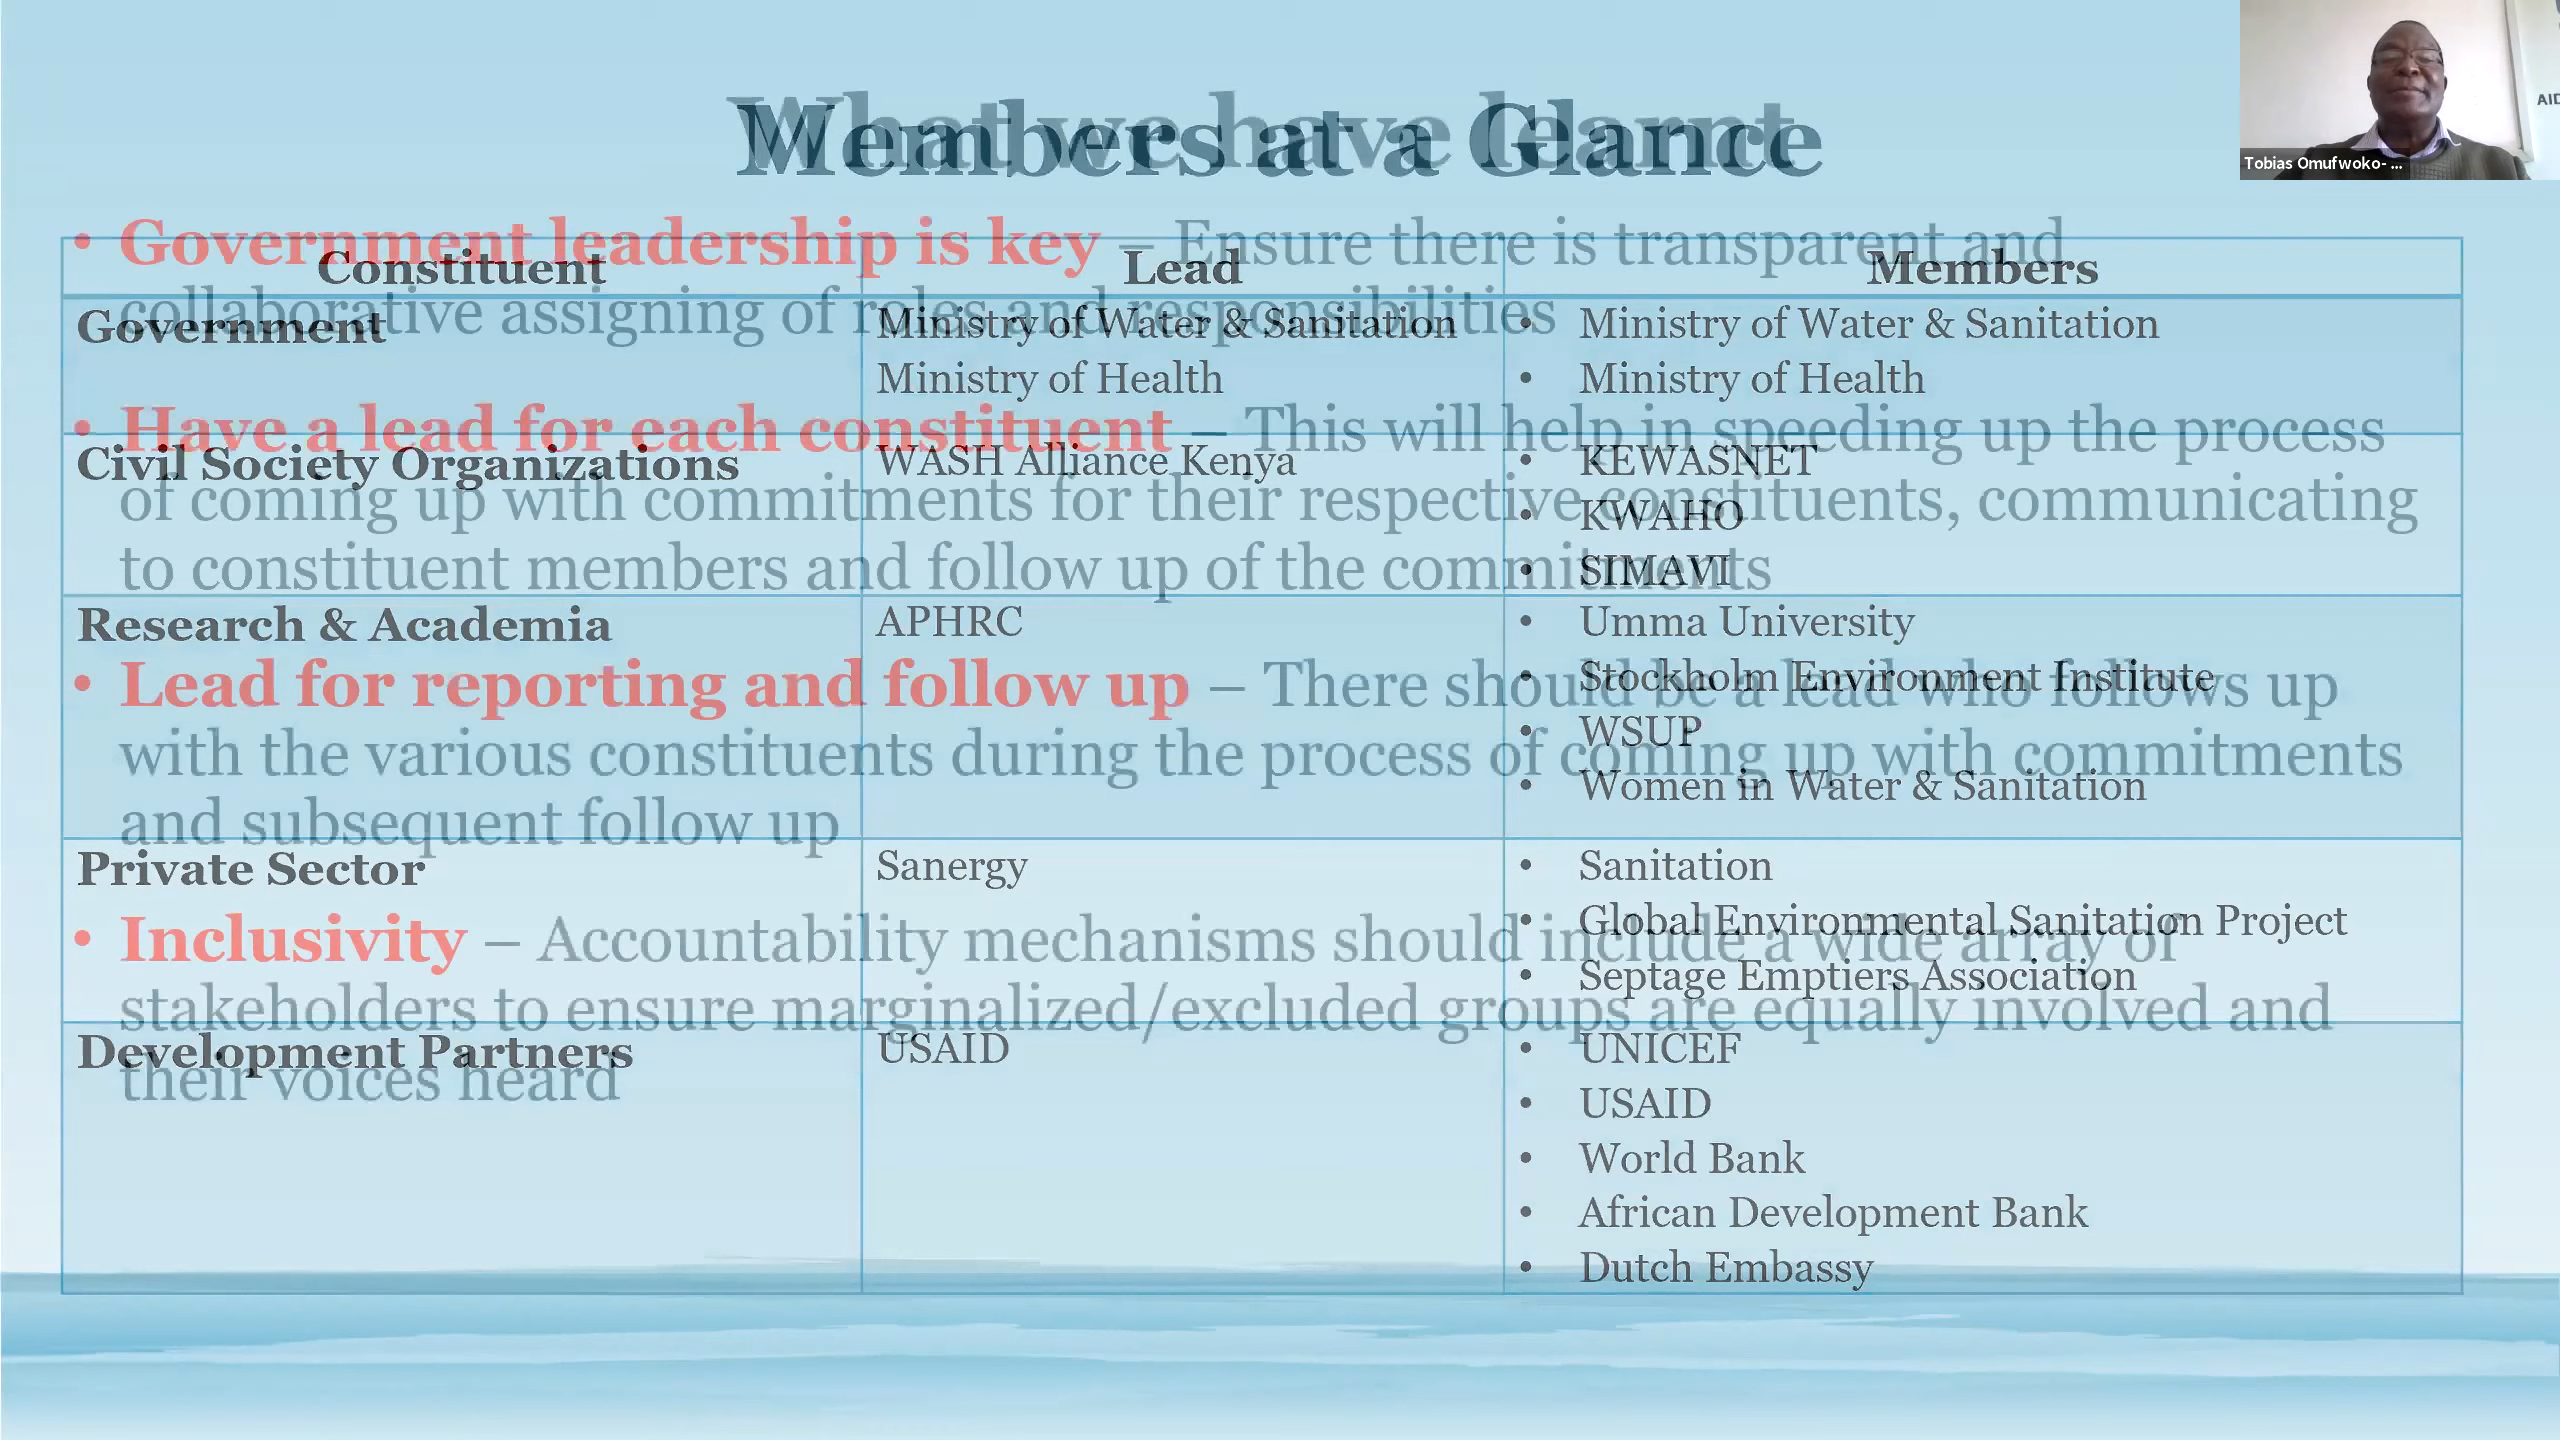 Members at a Glance
Constituent Lead Members
Government Ministry of Water & Sanitation • Ministry of Water & Sanitation
Ministry of Health • Ministry of Health
Civil Society Organizations WASH Alliance Kenya • KEWASNET
• KWAHO
• SIMAVI
Research & Academia APHRC • Umma University
• Stockholm Environment Institute
• WSUP
• Women in Water & Sanitation
Private Sector Sanergy • Sanitation
• Global Environmental Sanitation Project
• Septage Emptiers Association
Development Partners USAID • UNICEF
• USAID
• World Bank
• African Development Bank
• Dutch Embassy
What we have learnt
• Government leadership is key – Ensure there is transparent and
collaborative assigning of roles and responsibilities
• Have a lead for each constituent – This will help in speeding up the process
of coming up with commitments for their respective constituents, communicating
to constituent members and follow up of the commitments
• Lead for reporting and follow up – There should be a lead who follows up
with the various constituents during the process of coming up with commitments
and subsequent follow up
• Inclusivity – Accountability mechanisms should include a wide array of
stakeholders to ensure marginalized/excluded groups are equally involved and
their voices heard
Tobias Omufwoko- ...
AID